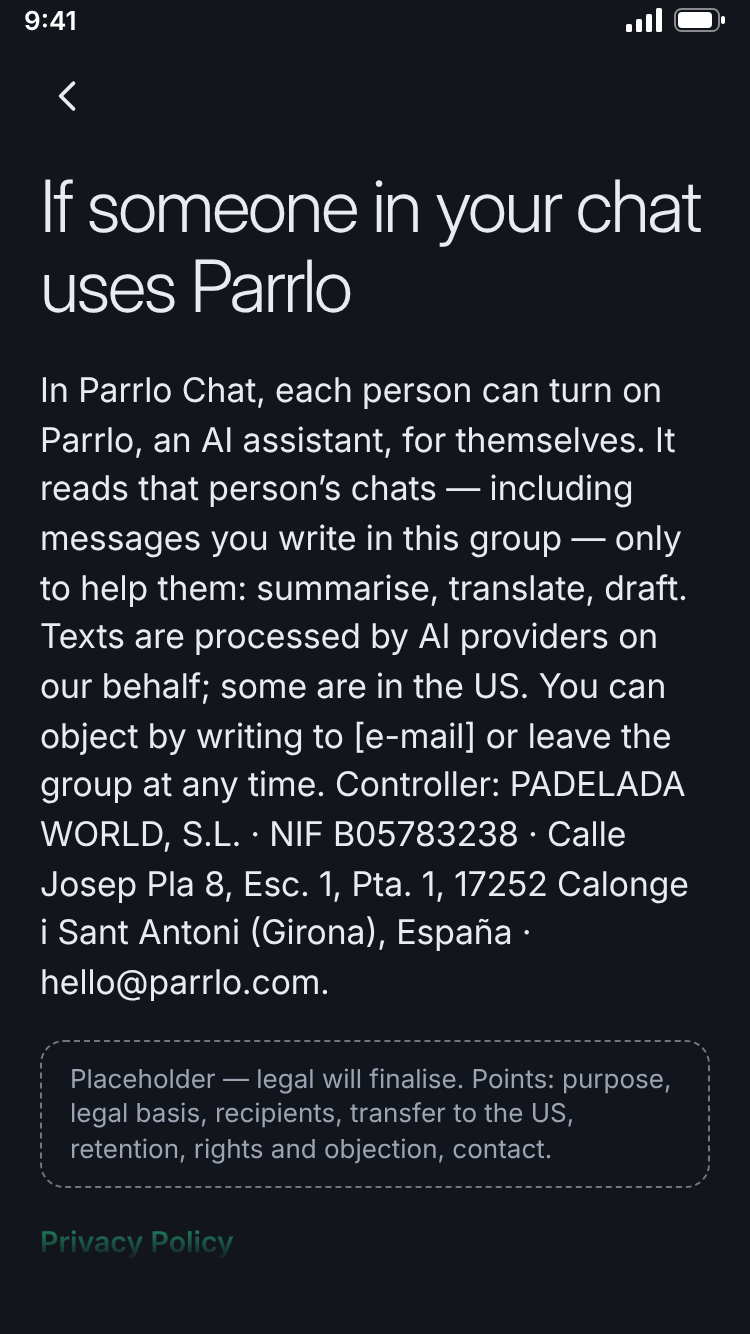 9:41
If someone in your chat
uses Parrlo
In Parrlo Chat, each person can turn on
Parrlo, an AI assistant, for themselves. It
reads that person’s chats — including
messages you write in this group — only
to help them: summarise, translate, draft.
Texts are processed by AI providers on
our behalf; some are in the US. You can
object by writing to [e-mail] or leave the
group at any time. Controller: PADELADA
WORLD, S.L. · NIF B05783238 · Calle
Josep Pla 8, Esc. 1, Pta. 1, 17252 Calonge
i Sant Antoni (Girona), España ·
hello@parrlo.com.
Placeholder — legal will finalise. Points: purpose,
legal basis, recipients, transfer to the US,
retention, rights and objection, contact.
Privacy Policy